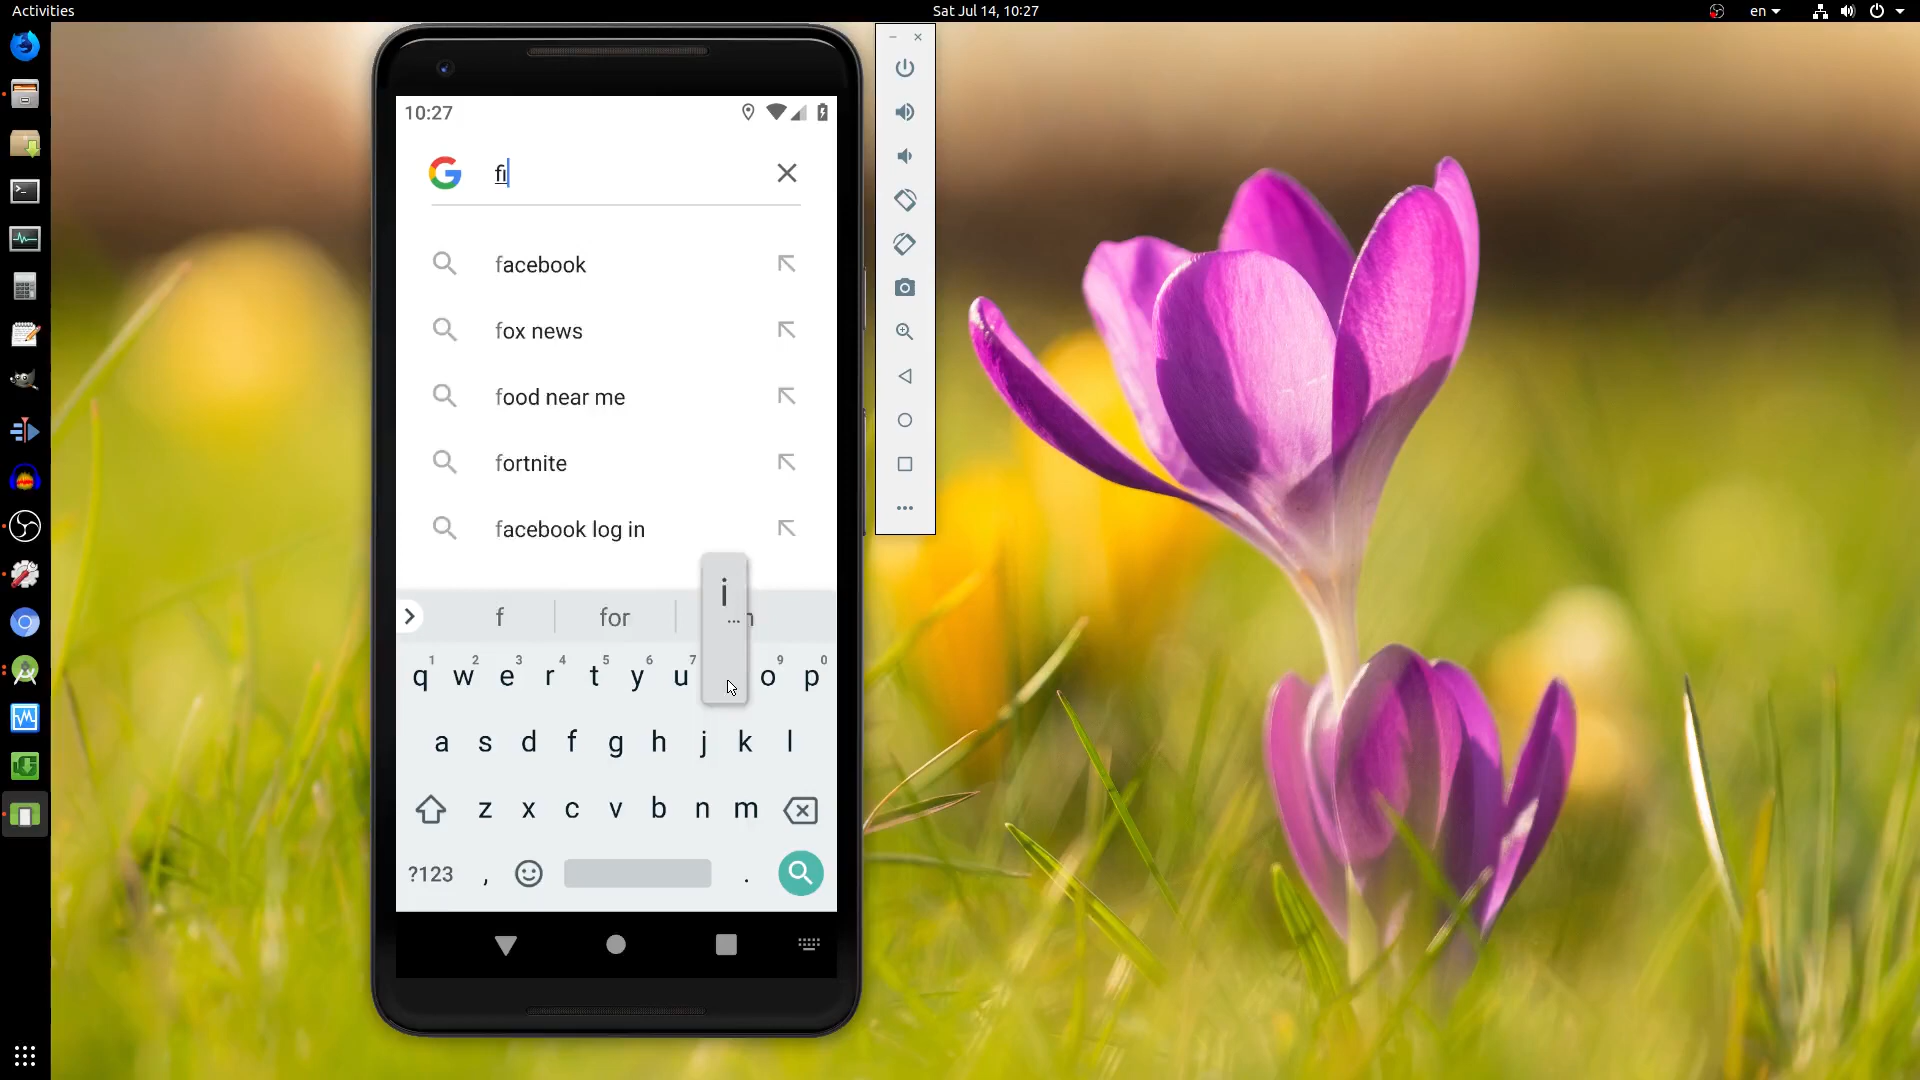 Activities
Sat Jul 14, 10:27
en
10:27
fi
facebook
fox news
food near me
fortnite
facebook log in
f for
i
...
1 2 3 4 5 6 7 9 0
q w e r t y u o p
a s d f g h j k l
z x c v b n m
?123 , .